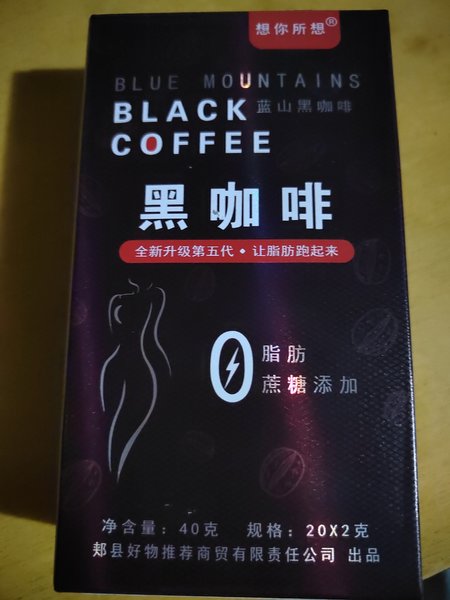 想你所想®
BLUE MOUNTAINS
BLACK 蓝山黑咖啡
COFFEE
黑咖啡
全新升级第五代·让脂肪跑起来
0 脂肪
蔗糖添加
净含量：40克 规格：20X2克
郏县好物推荐商贸有限责任公司 出品